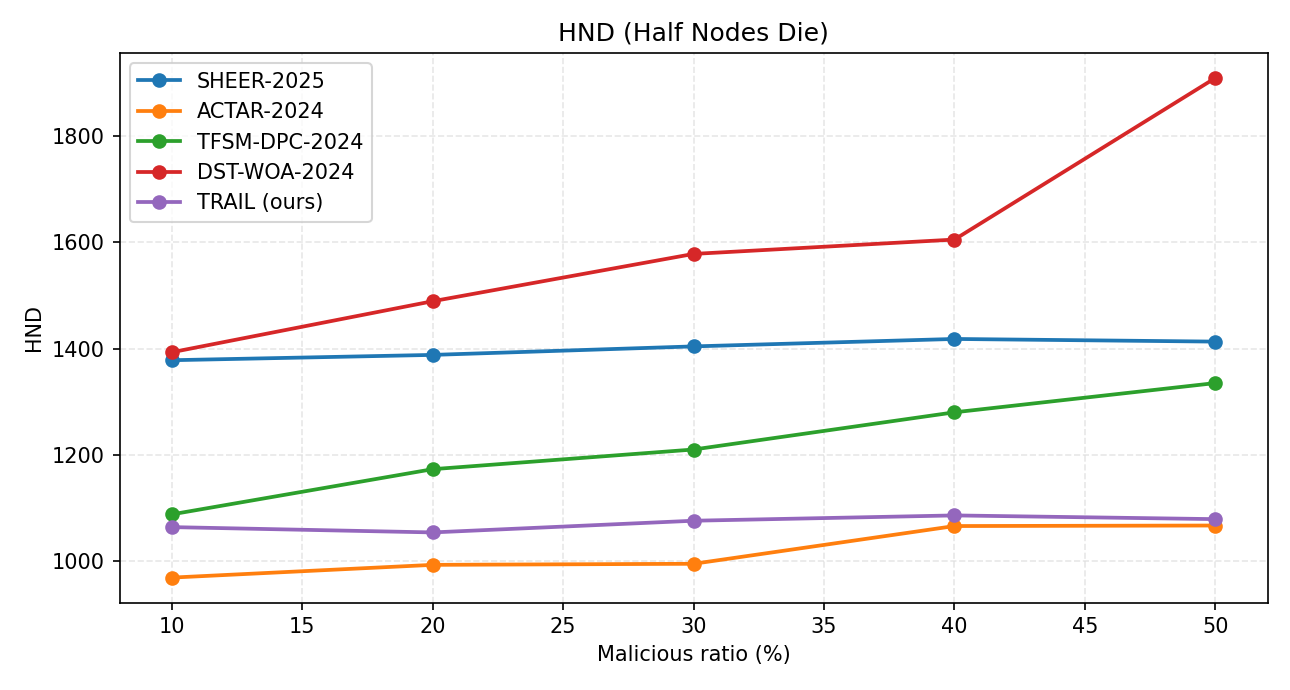 HND (Half Nodes Die)
SHEER-2025
ACTAR-2024
TFSM-DPC-2024
DST-WOA-2024
TRAIL (ours)
HND
1800
1600
1400
1200
1000
10 15 20 25 30 35 40 45 50
Malicious ratio (%)